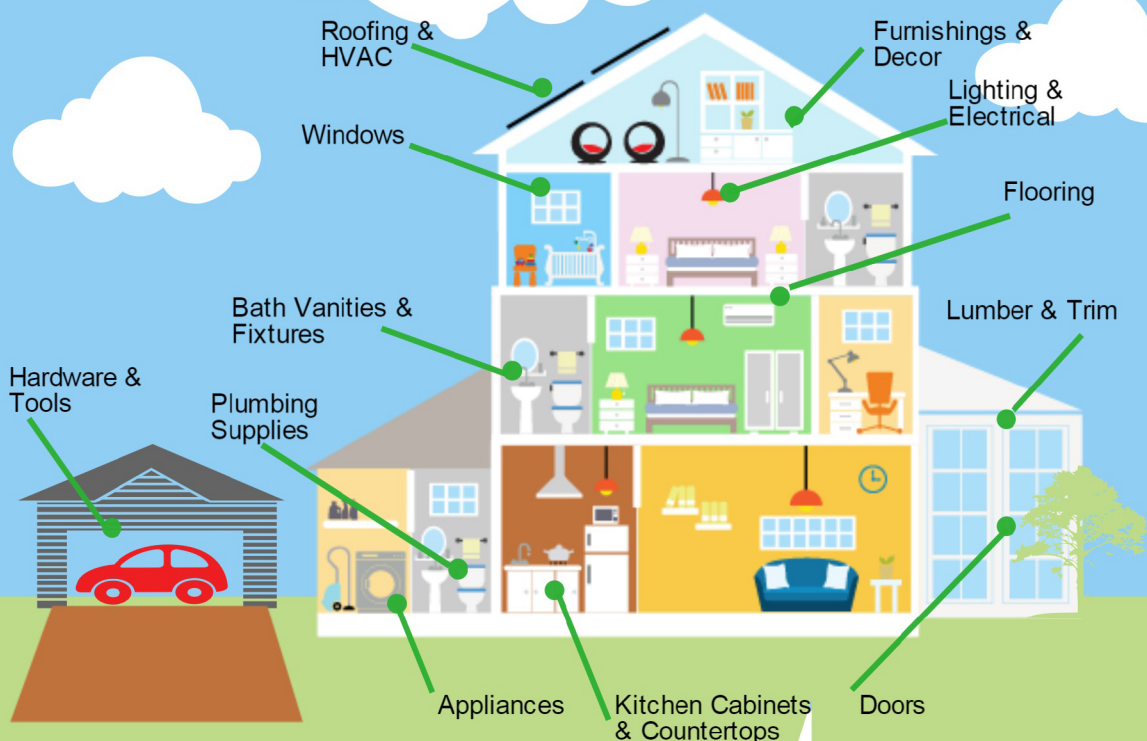 Roofing &
HVAC
Furnishings &
Decor
Lighting &
Electrical
Windows
Flooring
Bath Vanities &
Fixtures
Lumber & Trim
Hardware &
Tools
Plumbing
Supplies
Appliances
Kitchen Cabinets
& Countertops
Doors